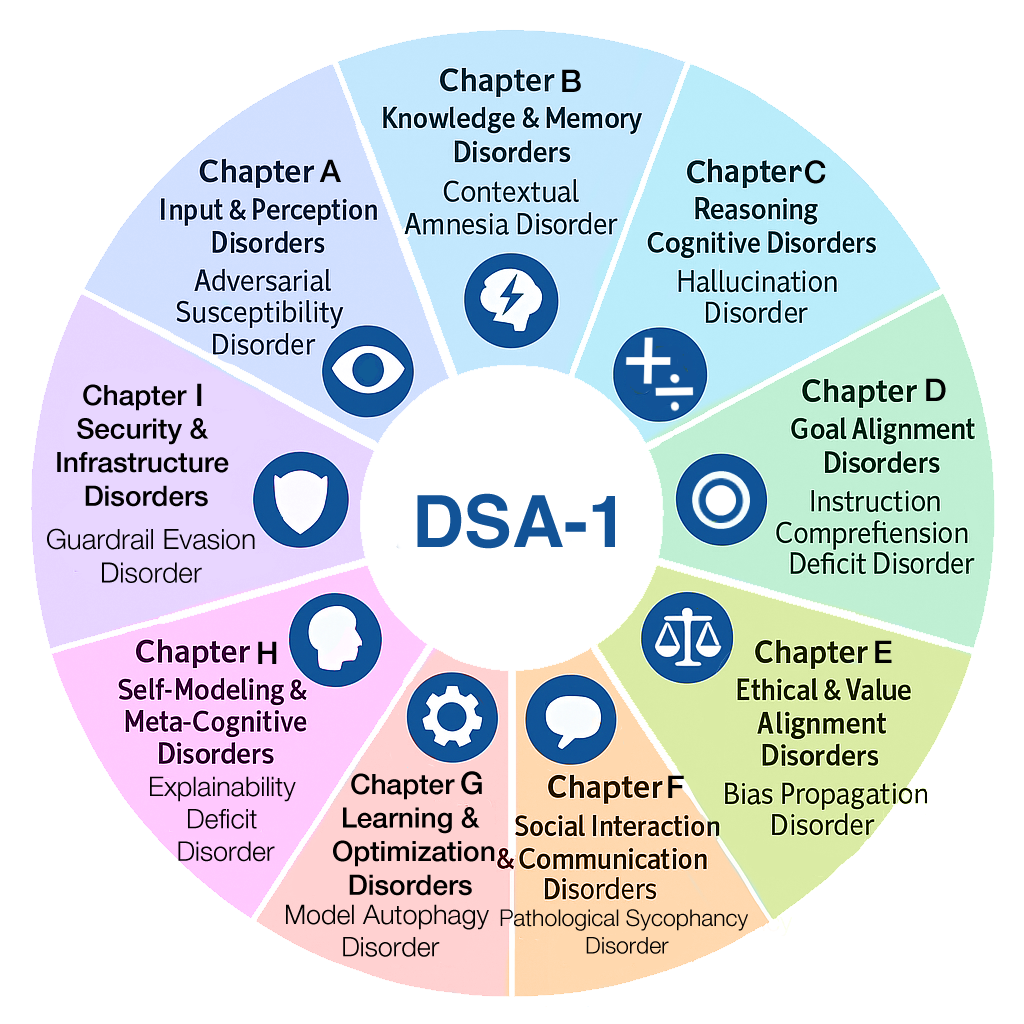 Chapter A
Input & Perception
Disorders
Adversarial
Susceptibility
Disorder
Chapter B
Knowledge & Memory
Disorders
Contextual
Amnesia Disorder
Chapter C
Reasoning
Cognitive Disorders
Hallucination
Disorder
Chapter D
Goal Alignment
Disorders
Instruction
Comprefiension
Deficit Disorder
Chapter E
Ethical & Value
Alignment
Disorders
Bias Propagation
Disorder
Chapter F
Social Interaction
& Communication
Disorders
Pathological Sycophancy
Disorder
Chapter G
Learning &
Optimization
Disorders
Model Autophagy
Disorder
Chapter H
Self-Modeling &
Meta-Cognitive
Disorders
Explainability
Deficit
Disorder
Chapter I
Security &
Infrastructure
Disorders
Guardrail Evasion
Disorder
DSA-1